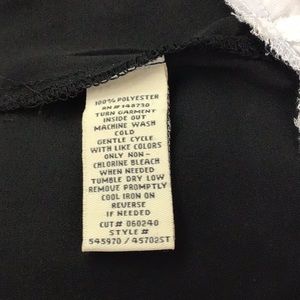 100% POLYESTER
RN # 148730
TURN GARMENT
INSIDE OUT
MACHINE WASH
COLD
GENTLE CYCLE
WITH LIKE COLORS
ONLY NON-
CHLORINE BLEACH
WHEN NEEDED
TUMBLE DRY LOW
REMOVE PROMPTLY
COOL IRON ON
REVERSE
IF NEEDED
CUT# 060240
STYLE #
545970 / 45702ST